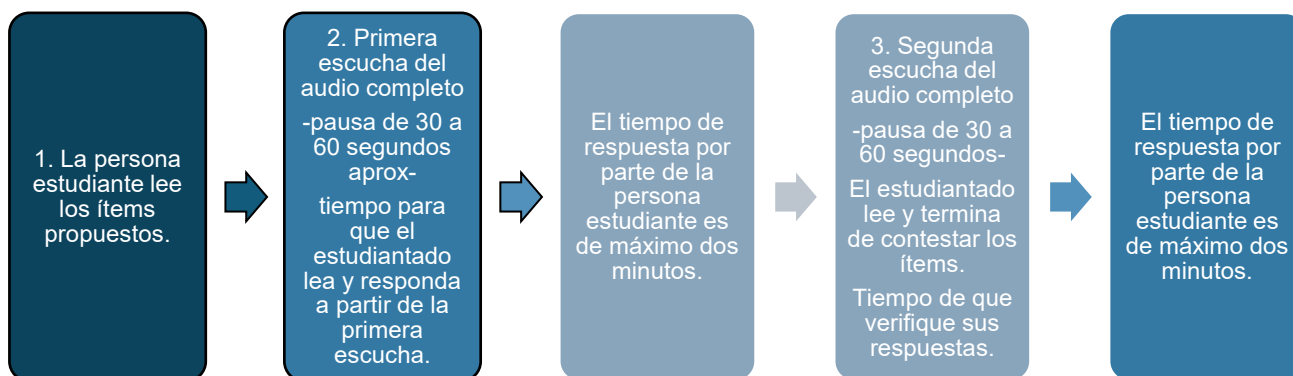 1. La persona
estudiante lee
los ítems
propuestos.
2. Primera
escucha del
audio completo
-pausa de 30 a
60 segundos
aprox-
tiempo para
que el
estudiantado
lea y responda
a partir de la
primera
escucha.
El tiempo de
respuesta por
parte de la
persona
estudiante es
de máximo dos
minutos.
3. Segunda
escucha del
audio completo
-pausa de 30 a
60 segundos-
El estudiantado
lee y termina
de contestar los
ítems.
Tiempo de que
verifique sus
respuestas.
El tiempo de
respuesta por
parte de la
persona
estudiante es
de máximo dos
minutos.